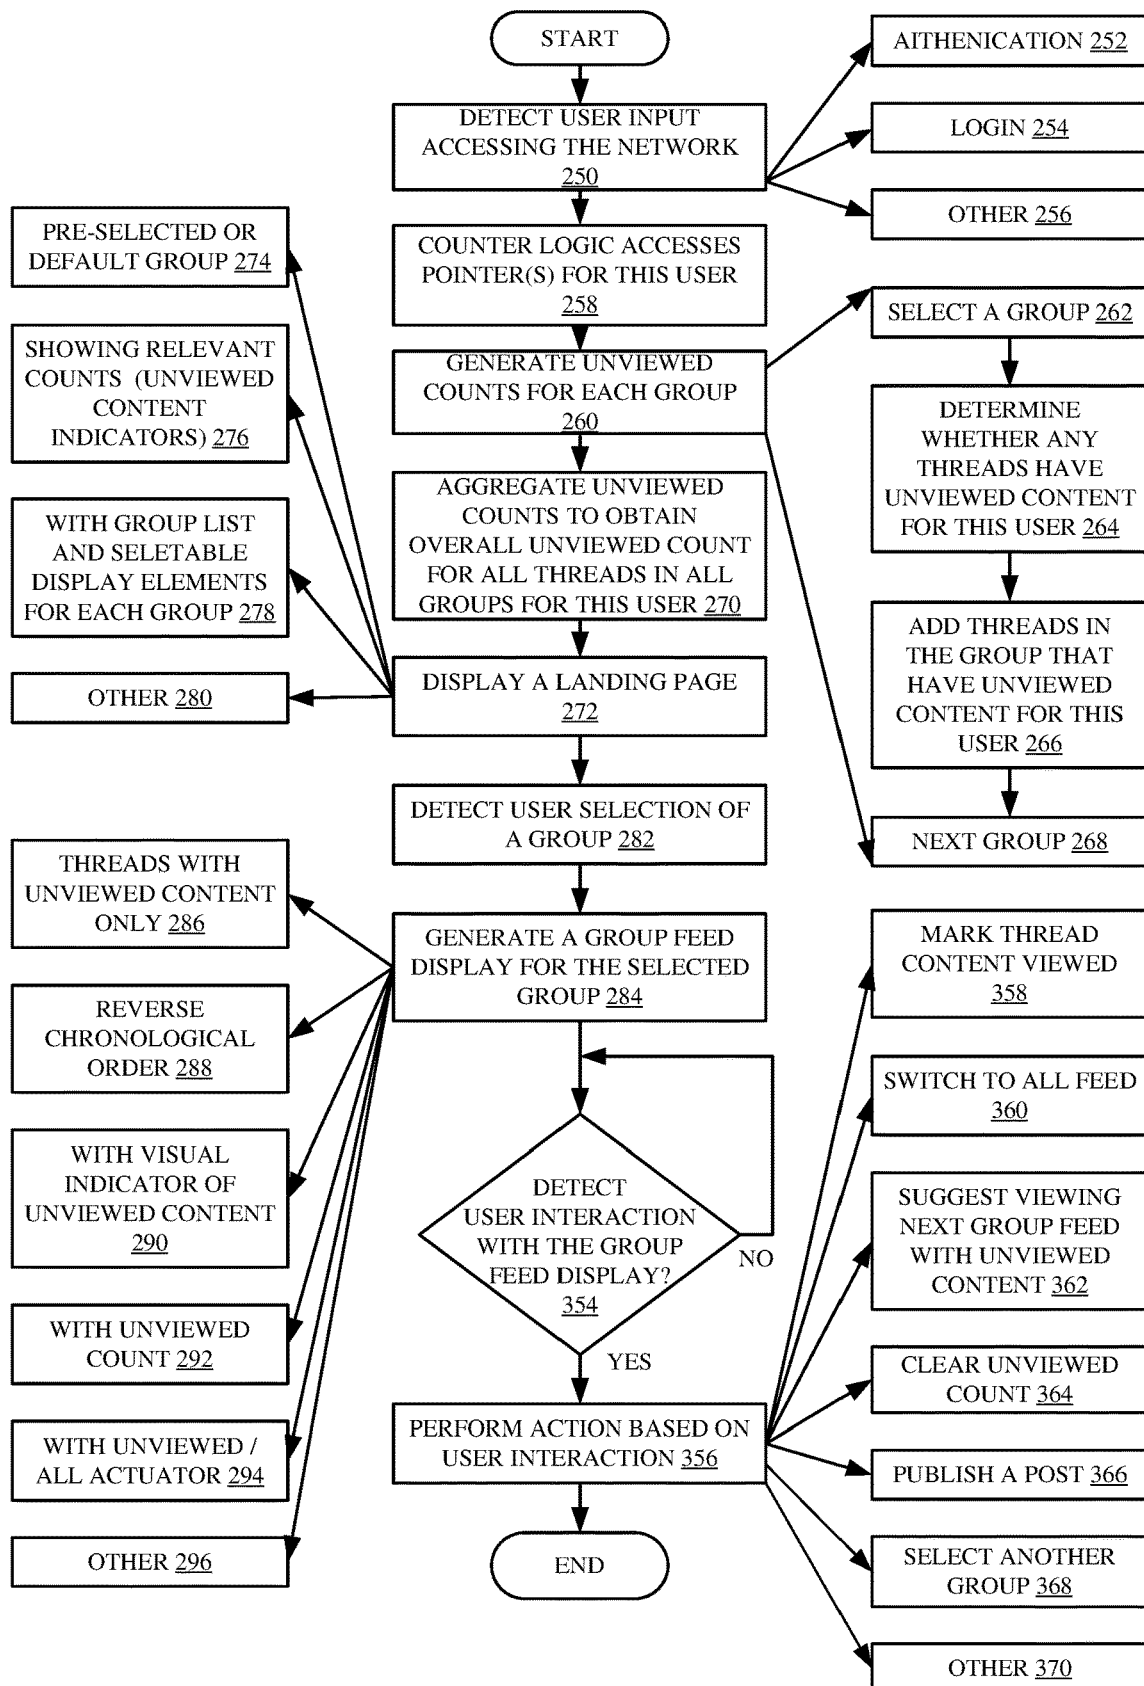 START
DETECT USER INPUT
ACCESSING THE NETWORK
250
AITHENICATION 252
LOGIN 254
OTHER 256
COUNTER LOGIC ACCESSES
POINTER(S) FOR THIS USER
258
GENERATE UNVIEWED
COUNTS FOR EACH GROUP
260
SELECT A GROUP 262
DETERMINE
WHETHER ANY
THREADS HAVE
UNVIEWED CONTENT
FOR THIS USER 264
ADD THREADS IN
THE GROUP THAT
HAVE UNVIEWED
CONTENT FOR THIS
USER 266
NEXT GROUP 268
AGGREGATE UNVIEWED
COUNTS TO OBTAIN
OVERALL UNVIEWED COUNT
FOR ALL THREADS IN ALL
GROUPS FOR THIS USER 270
DISPLAY A LANDING PAGE
272
PRE-SELECTED OR
DEFAULT GROUP 274
SHOWING RELEVANT
COUNTS (UNVIEWED
CONTENT
INDICATORS) 276
WITH GROUP LIST
AND SELETABLE
DISPLAY ELEMENTS
FOR EACH GROUP 278
OTHER 280
DETECT USER SELECTION OF
A GROUP 282
GENERATE A GROUP FEED
DISPLAY FOR THE SELECTED
GROUP 284
THREADS WITH
UNVIEWED CONTENT
ONLY 286
REVERSE
CHRONOLOGICAL
ORDER 288
WITH VISUAL
INDICATOR OF
UNVIEWED CONTENT
290
WITH UNVIEWED
COUNT 292
WITH UNVIEWED /
ALL ACTUATOR 294
OTHER 296
DETECT
USER INTERACTION
WITH THE GROUP
FEED DISPLAY?
354
NO
YES
PERFORM ACTION BASED ON
USER INTERACTION 356
MARK THREAD
CONTENT VIEWED
358
SWITCH TO ALL FEED
360
SUGGEST VIEWING
NEXT GROUP FEED
WITH UNVIEWED
CONTENT 362
CLEAR UNVIEWED
COUNT 364
PUBLISH A POST 366
SELECT ANOTHER
GROUP 368
OTHER 370
END